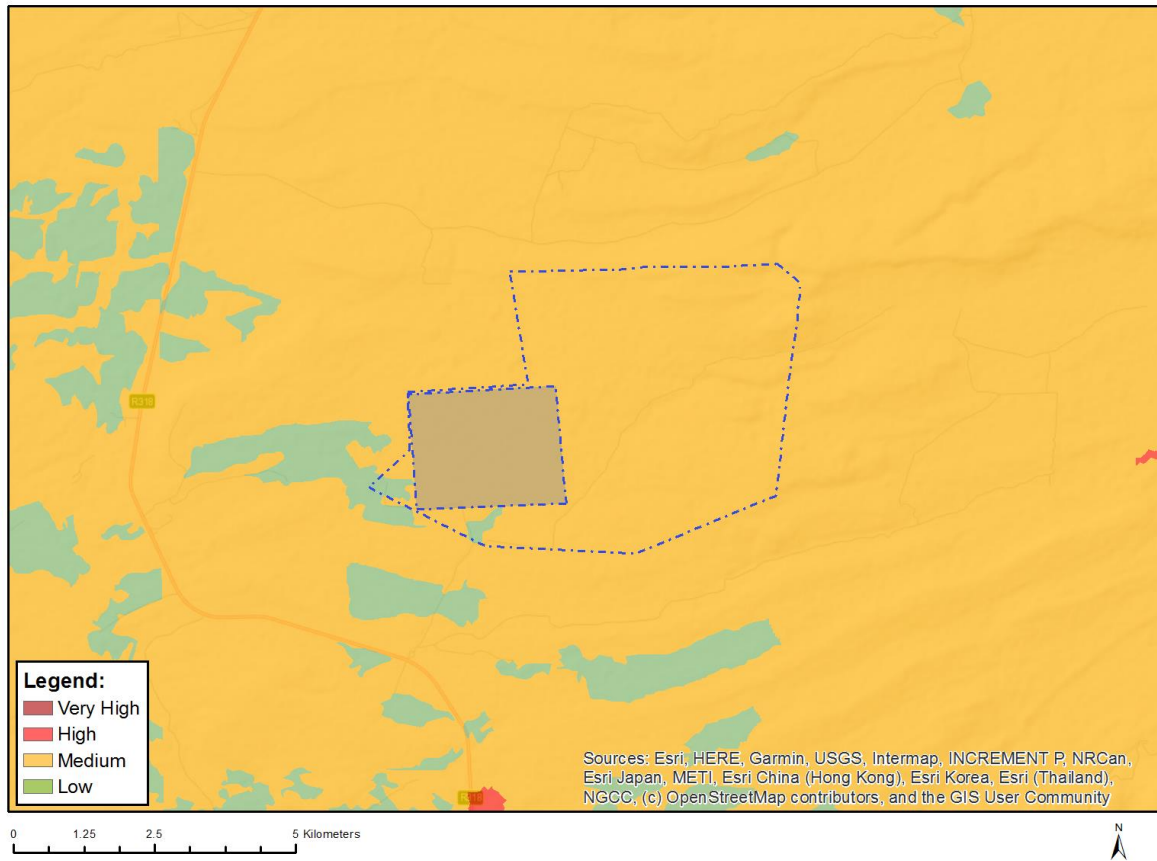 R318
Legend:
Very High
High
Medium
Low
Sources: Esri, HERE, Garmin, USGS, Intermap, INCREMENT P, NRCan,
Esri Japan, METI, Esri China (Hong Kong), Esri Korea, Esri (Thailand),
NGCC, (c) OpenStreetMap contributors, and the GIS User Community
0 1.25 2.5 5 Kilometers
N